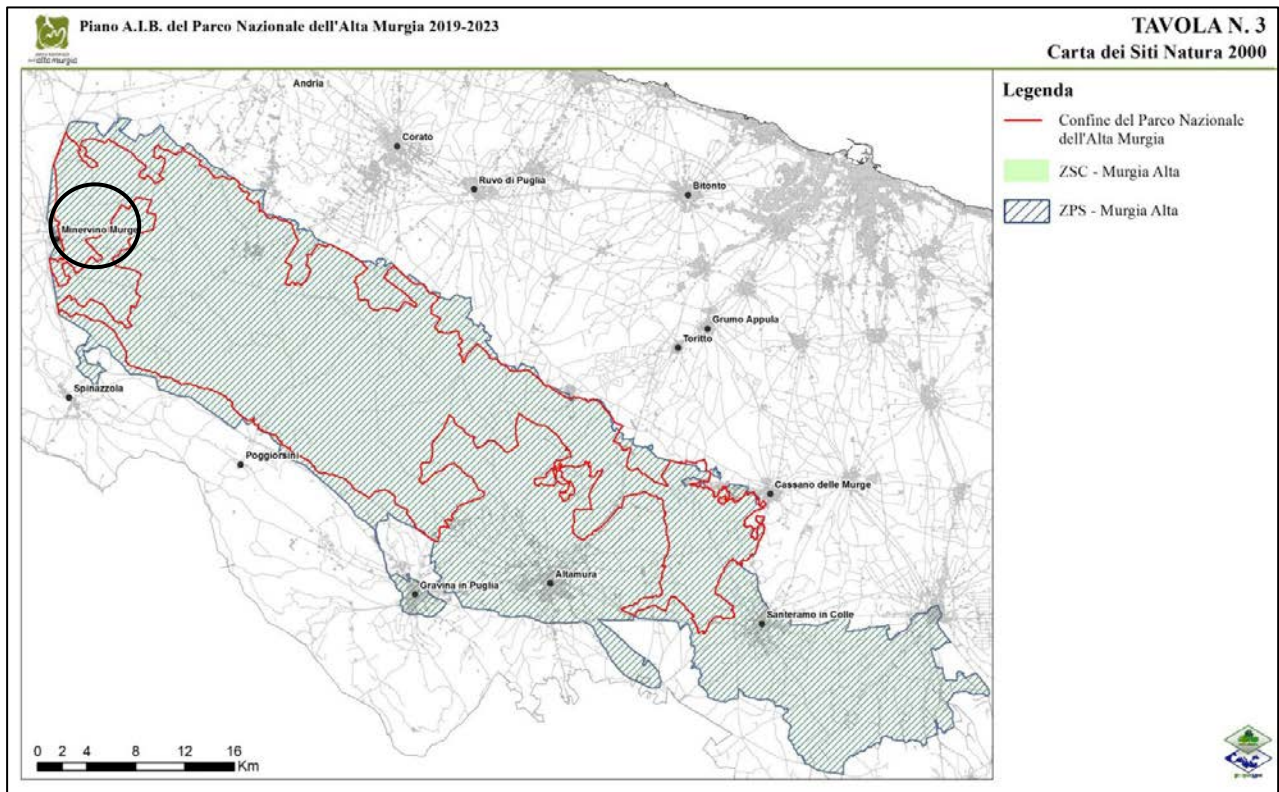 Piano A.I.B. del Parco Nazionale dell'Alta Murgia 2019-2023
TAVOLA N. 3
Carta dei Siti Natura 2000
alta murgia
Legenda
Confine del Parco Nazionale
dell'Alta Murgia
ZSC - Murgia Alta
ZPS - Murgia Alta
Andria
Corato
Ruvo di Puglia
Bitonto
Minervino Murge
Grumo Appula
Toritto
Spinazzola
Poggiorsini
Cassano delle Murge
Altamura
Gravina in Puglia
Santeramo in Colle
0 2 4 8 12 16
Km